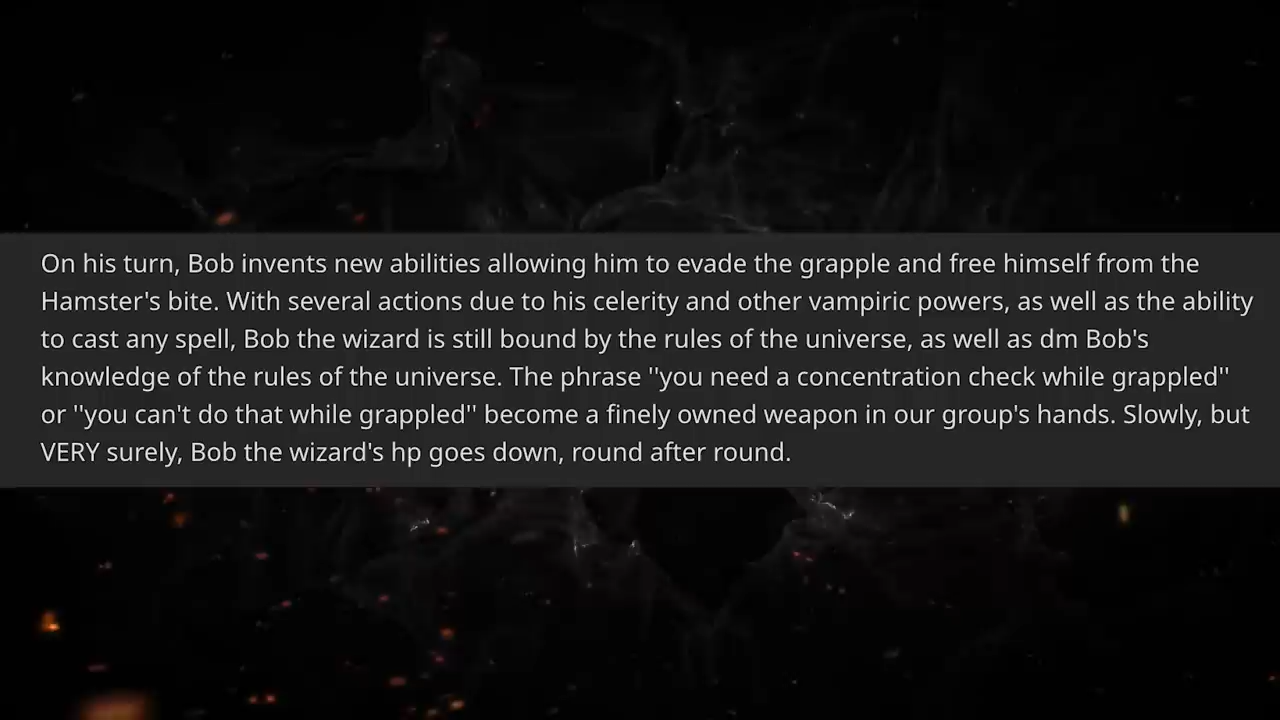 On his turn, Bob invents new abilities allowing him to evade the grapple and free himself from the
Hamster's bite. With several actions due to his celerity and other vampiric powers, as well as the ability
to cast any spell, Bob the wizard is still bound by the rules of the universe, as well as dm Bob's
knowledge of the rules of the universe. The phrase ''you need a concentration check while grappled''
or ''you can't do that while grappled'' become a finely owned weapon in our group's hands. Slowly, but
VERY surely, Bob the wizard's hp goes down, round after round.